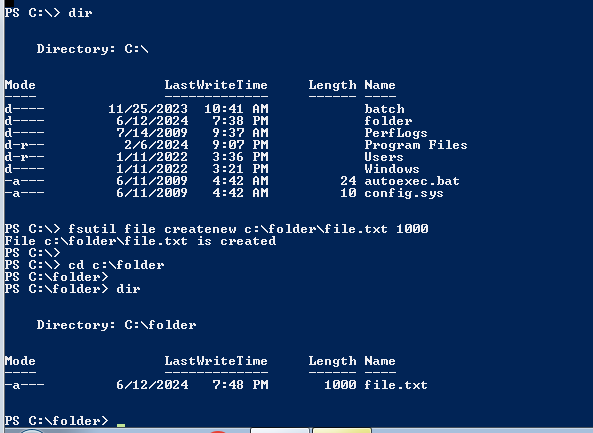 PS C:\> dir
Directory: C:\
Mode LastWriteTime Length Name
---- ------------- ------ ----
d---- 11/25/2023 10:41 AM batch
d---- 6/12/2024 7:38 PM folder
d---- 7/14/2009 9:37 AM PerfLogs
d-r-- 2/6/2024 9:07 PM Program Files
d-r-- 1/11/2022 3:36 PM Users
d---- 1/11/2022 3:21 PM Windows
-a--- 6/11/2009 4:42 AM 24 autoexec.bat
-a--- 6/11/2009 4:42 AM 10 config.sys
PS C:\> fsutil file createnew c:\folder\file.txt 1000
File c:\folder\file.txt is created
PS C:\>
PS C:\> cd c:\folder
PS C:\folder>
PS C:\folder> dir
Directory: C:\folder
Mode LastWriteTime Length Name
---- ------------- ------ ----
-a--- 6/12/2024 7:48 PM 1000 file.txt
PS C:\folder> _